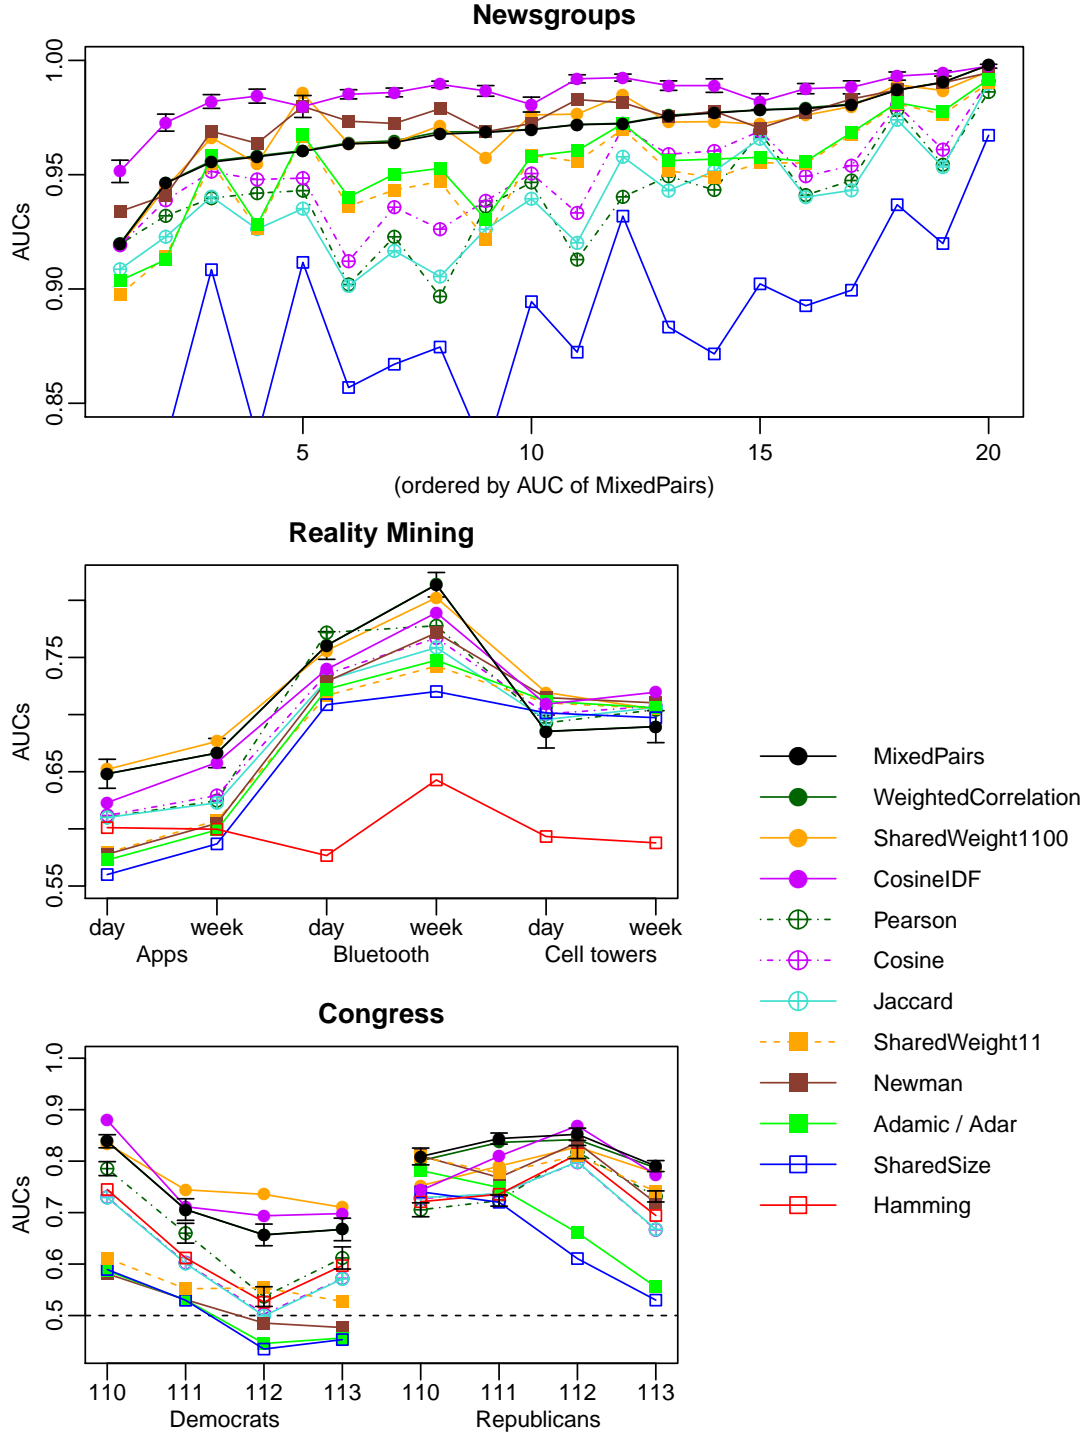 Newsgroups
AUCs
1.00
0.95
0.90
0.85
5
10
15
20
(ordered by AUC of MixedPairs)
Reality Mining
AUCs
0.75
0.65
0.55
day
week
day
week
day
week
Apps
Bluetooth
Cell towers
MixedPairs
WeightedCorrelation
SharedWeight1100
CosineIDF
Pearson
Cosine
Jaccard
SharedWeight11
Newman
Adamic / Adar
SharedSize
Hamming
Congress
AUCs
1.0
0.9
0.8
0.7
0.6
0.5
110
111
112
113
110
111
112
113
Democrats
Republicans